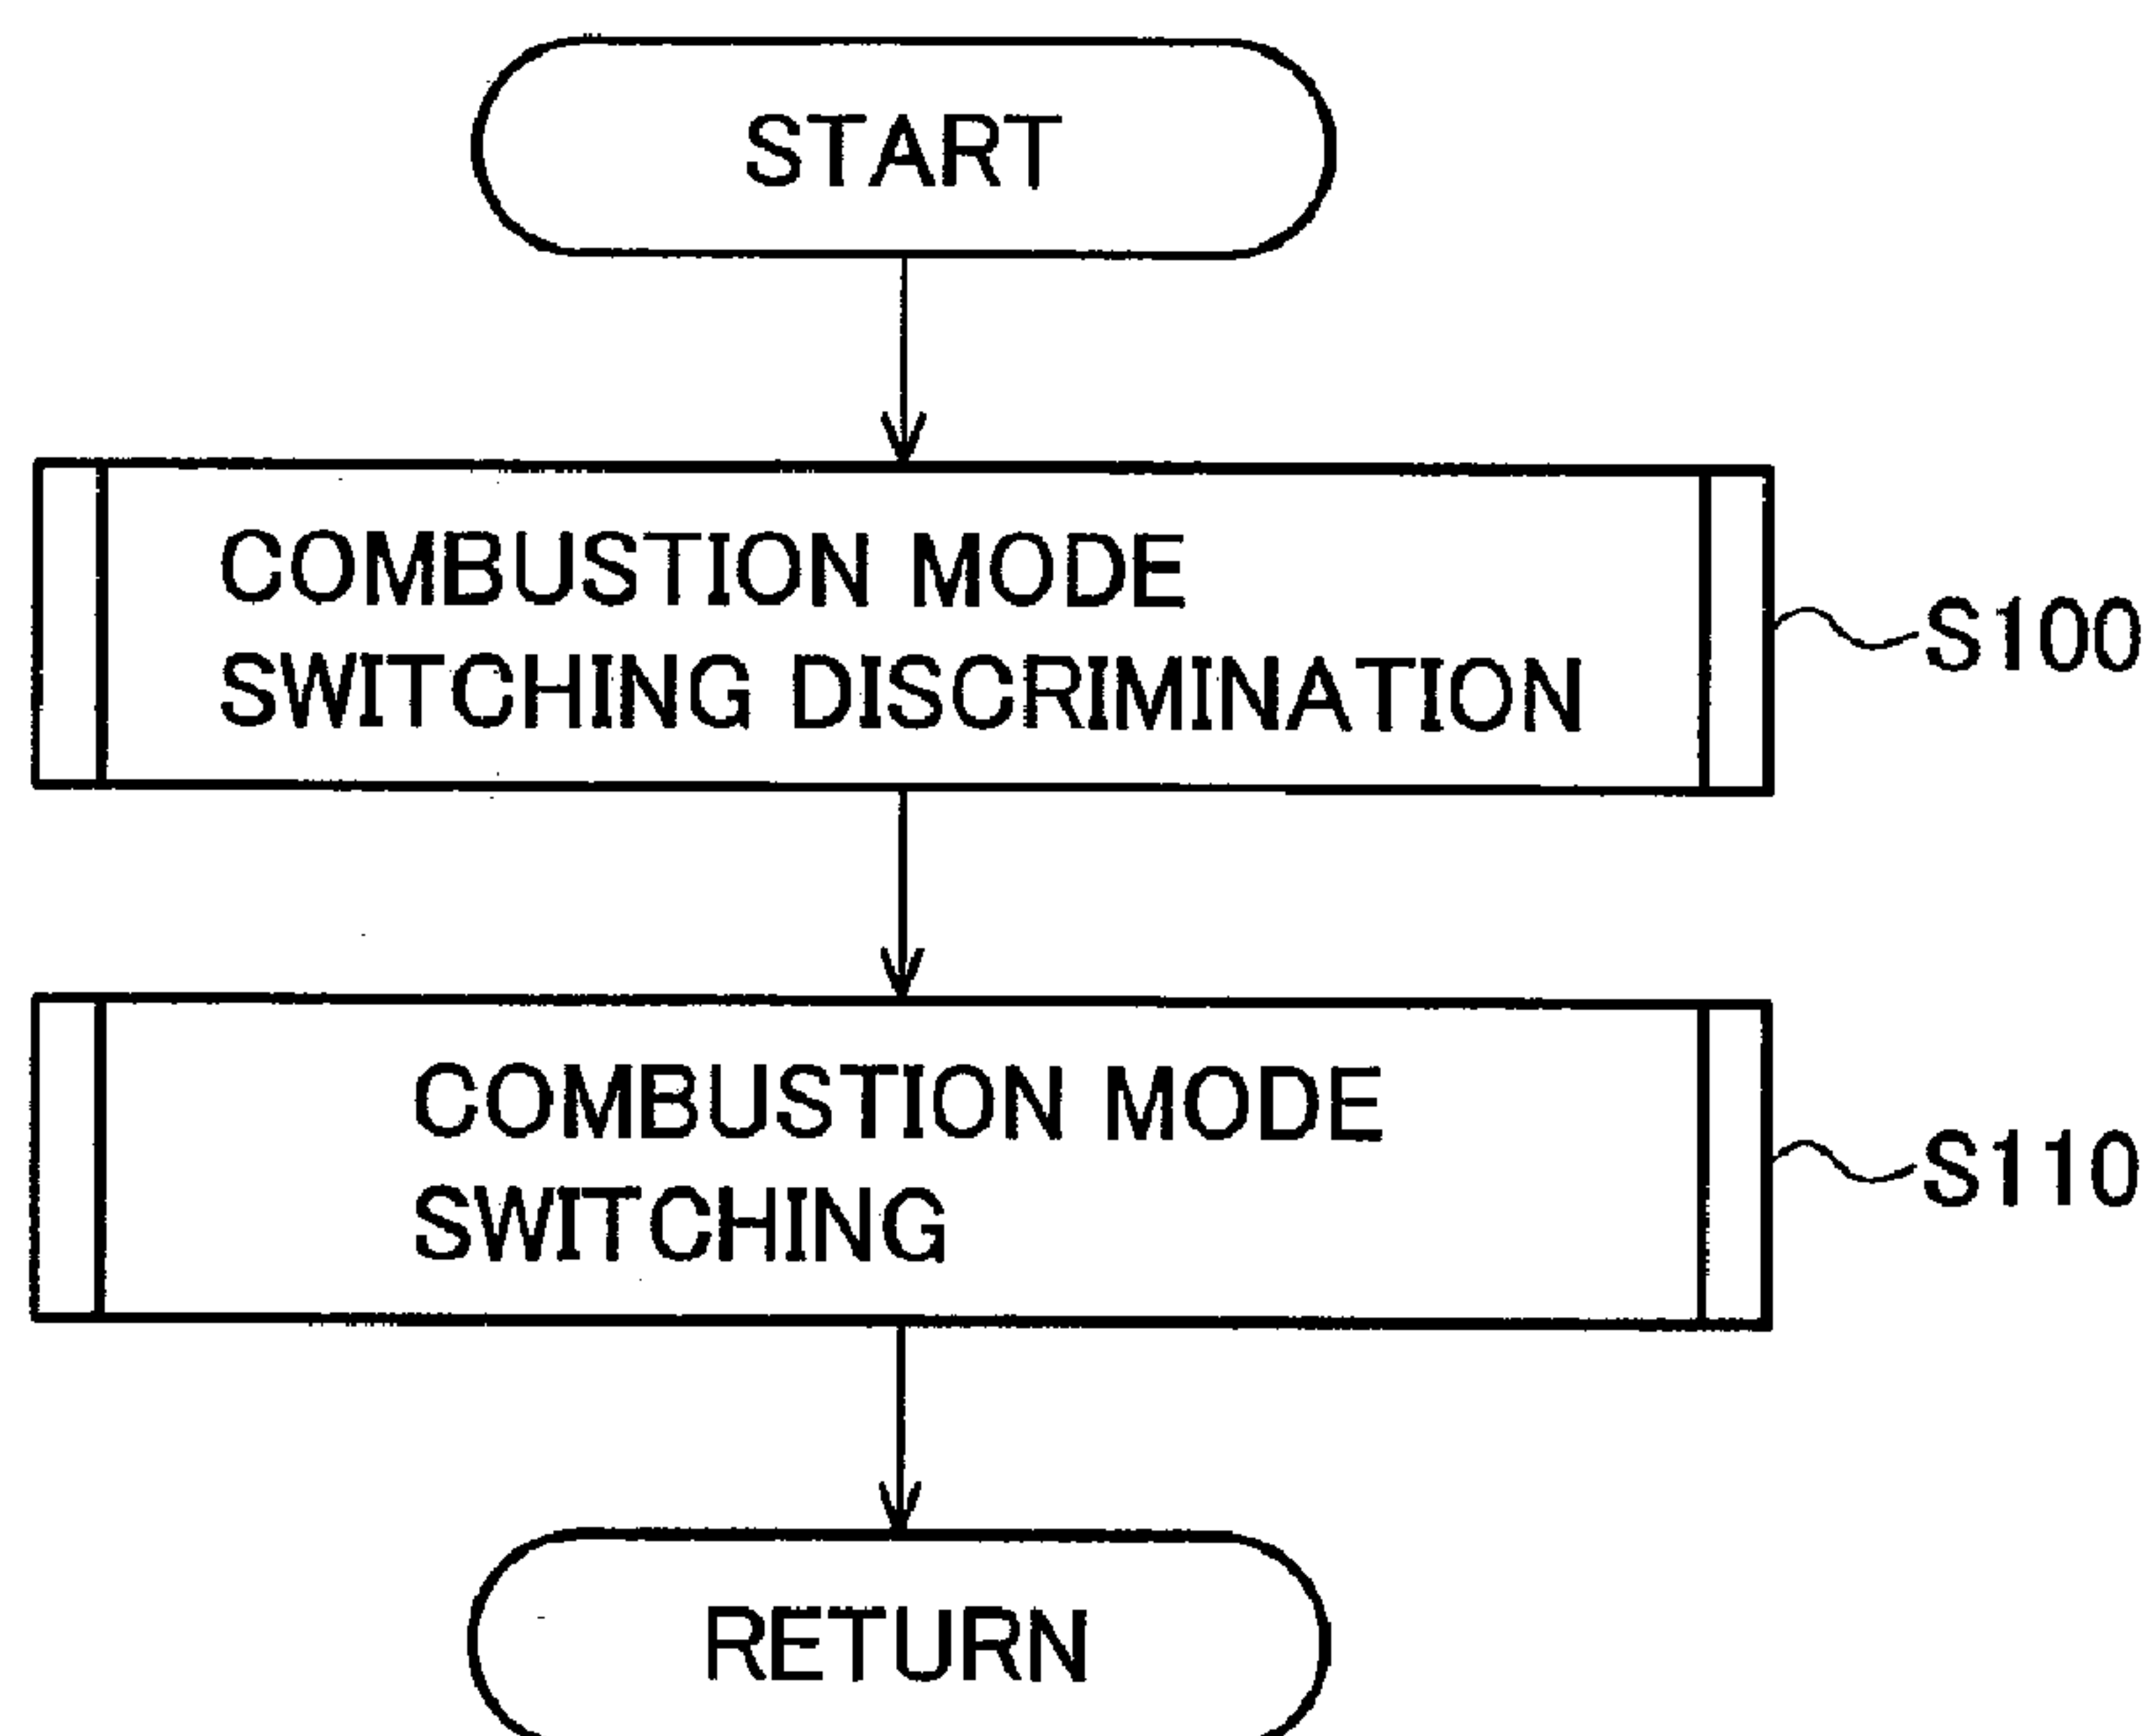 START
COMBUSTION MODE
SWITCHING DISCRIMINATION
S100
COMBUSTION MODE
SWITCHING
S110
RETURN